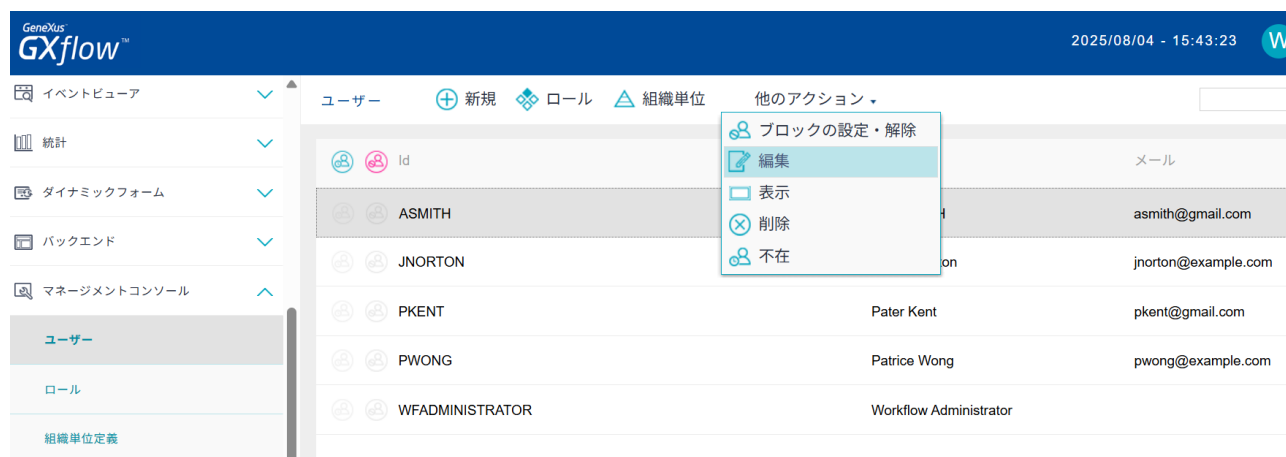 GeneXus™
GXflow™
2025/08/04 - 15:43:23
W
イベントビューア
統計
ダイナミックフォーム
バックエンド
マネージメントコンソール
ユーザー
ロール
組織単位定義
ユーザー
新規
ロール
組織単位
他のアクション
ブロックの設定・解除
編集
表示
削除
不在
Id
メール
ASMITH
asmith@gmail.com
JNORTON
jnorton@example.com
PKENT
Pater Kent
pkent@gmail.com
PWONG
Patrice Wong
pwong@example.com
WFADMINISTRATOR
Workflow Administrator